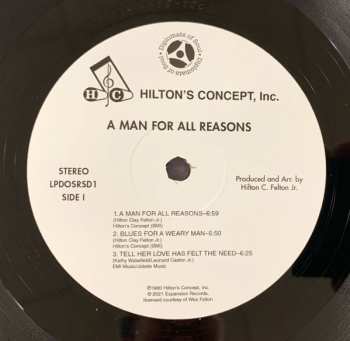 Diplomats of Soul
Diplomats of Soul
H C
HILTON'S CONCEPT, Inc.
A MAN FOR ALL REASONS
STEREO
LPDOSRSD1
SIDE I
Produced and Arr. by
Hilton C. Felton Jr.
1. A MAN FOR ALL REASONS–6:59
(Hilton Clay Felton Jr.)
Hilton's Concept (BMI)
2. BLUES FOR A WEARY MAN–6:50
(Hilton Clay Felton Jr.)
Hilton's Concept (BMI)
3. TELL HER LOVE HAS FELT THE NEED–6:25
(Kathy Wakefield/Leonard Caston Jr.)
EMI Music/Jobete Music
℗1980 Hilton's Concept, Inc.
© 2021 Expansion Records.
licensed courtesy of Wes Felton